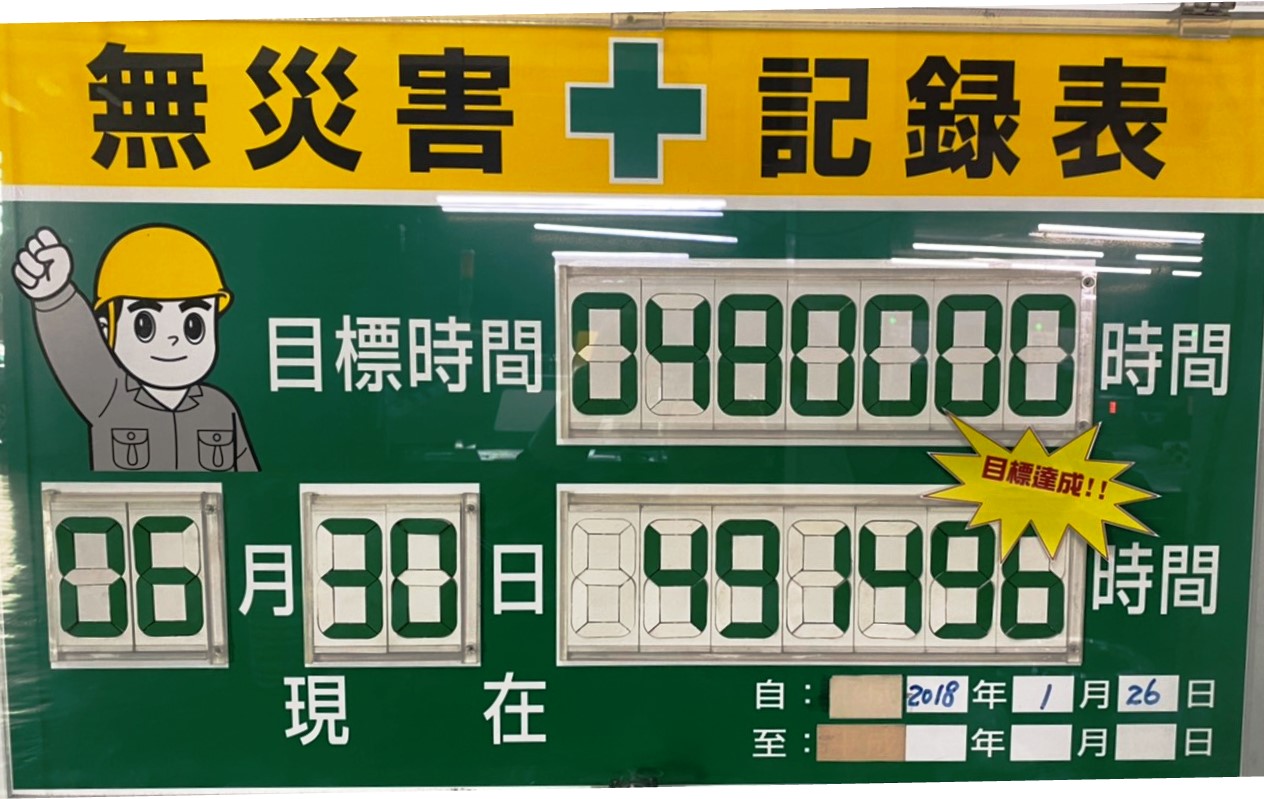 無災害 記録表
目標時間 0480000 時間
目標達成!!
06 月 30 日 491496 時間
現在
自: 2018 年 1 月 26 日
至: 年 月 日